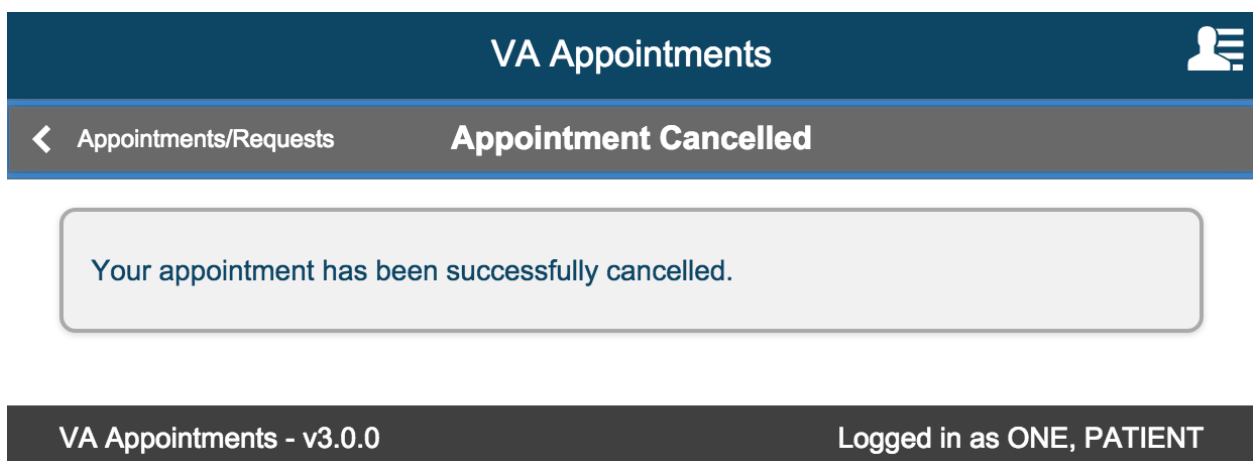 VA Appointments
Appointments/Requests
Appointment Cancelled
Your appointment has been successfully cancelled.
VA Appointments - v3.0.0
Logged in as ONE, PATIENT